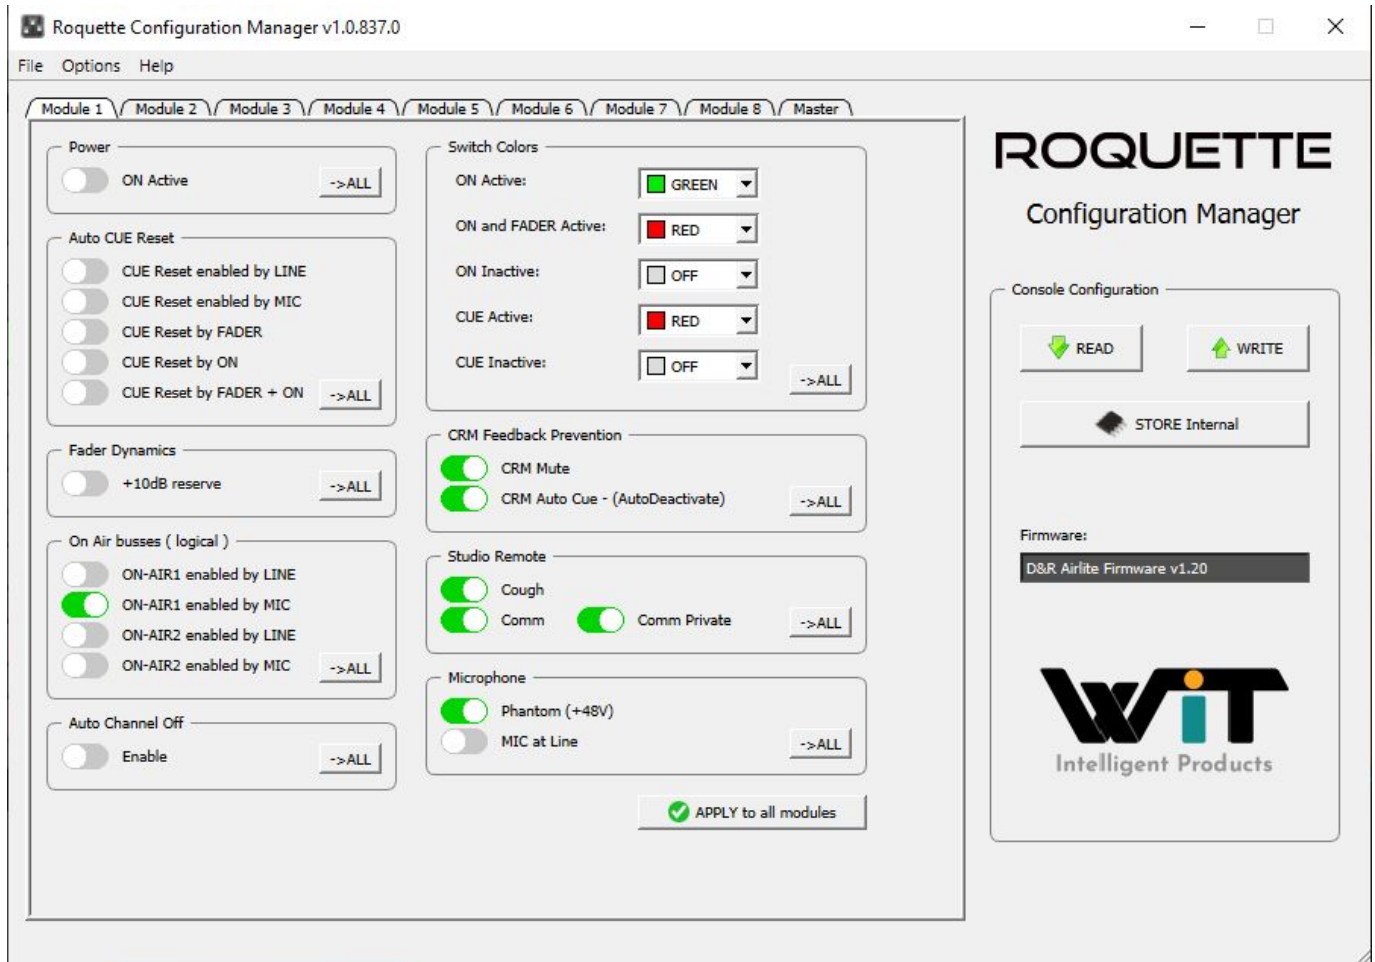 Roquette Configuration Manager v1.0.837.0
File Options Help
Module 1 Module 2 Module 3 Module 4 Module 5 Module 6 Module 7 Module 8 Master
Power
ON Active
->ALL
Auto CUE Reset
CUE Reset enabled by LINE
CUE Reset enabled by MIC
CUE Reset by FADER
CUE Reset by ON
CUE Reset by FADER + ON
->ALL
Fader Dynamics
+10dB reserve
->ALL
On Air busses ( logical )
ON-AIR1 enabled by LINE
ON-AIR1 enabled by MIC
ON-AIR2 enabled by LINE
ON-AIR2 enabled by MIC
->ALL
Auto Channel Off
Enable
->ALL
Switch Colors
ON Active: GREEN
ON and FADER Active: RED
ON Inactive: OFF
CUE Active: RED
CUE Inactive: OFF
->ALL
CRM Feedback Prevention
CRM Mute
CRM Auto Cue - (AutoDeactivate)
->ALL
Studio Remote
Cough
Comm Comm Private
->ALL
Microphone
Phantom (+48V)
MIC at Line
->ALL
APPLY to all modules
ROQUETTE
Configuration Manager
Console Configuration
READ WRITE
STORE Internal
Firmware:
D&R Airlite Firmware v1.20
WiT
Intelligent Products